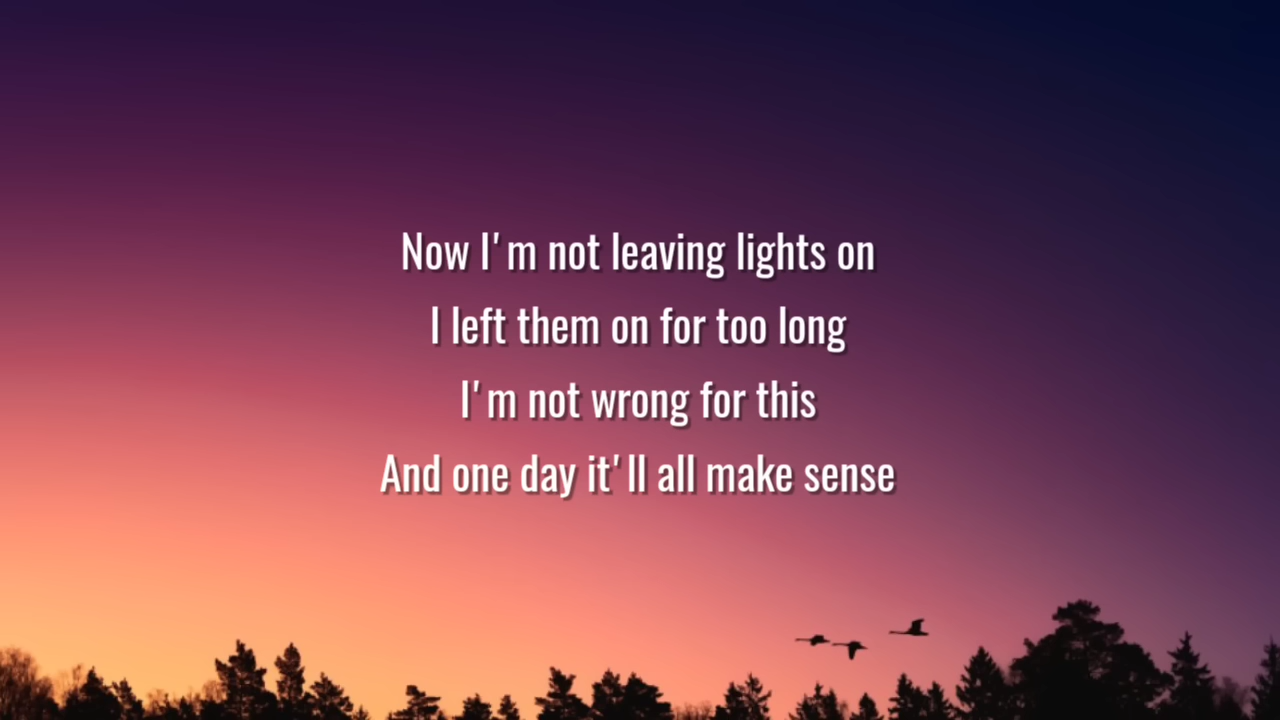 Now I'm not leaving lights on
I left them on for too long
I'm not wrong for this
And one day it'll all make sense